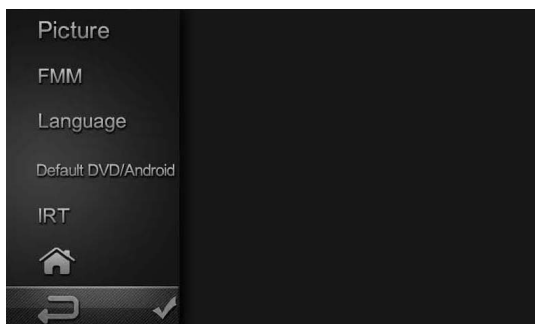 Picture
FMM
Language
Default DVD/Android
IRT